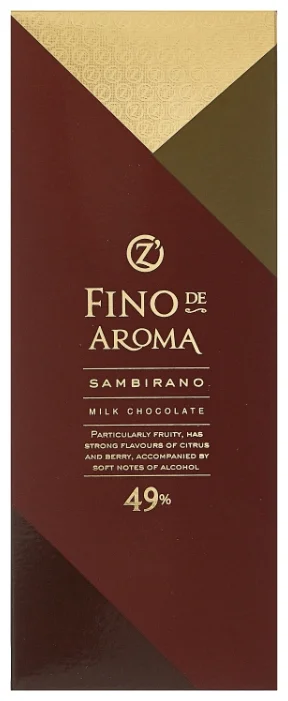 Z'
FINO DE
AROMA
SAMBIRANO
MILK CHOCOLATE
PARTICULARLY FRUITY, HAS
STRONG FLAVOURS OF CITRUS
AND BERRY, ACCOMPANIED BY
SOFT NOTES OF ALCOHOL
49%